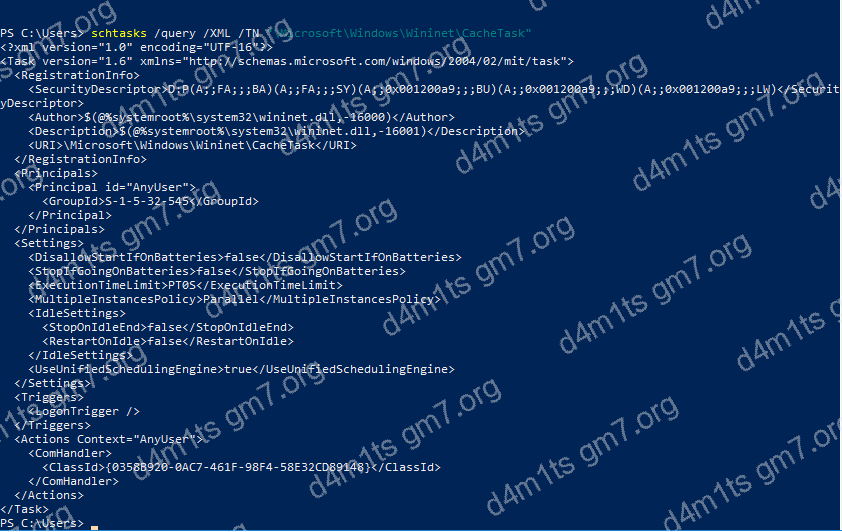 PS C:\Users> schtasks /query /XML /TN "\Microsoft\Windows\Wininet\CacheTask"
<?xml version="1.0" encoding="UTF-16"?>
<Task version="1.6" xmlns="http://schemas.microsoft.com/windows/2004/02/mit/task">
  <RegistrationInfo>
    <SecurityDescriptor>D:P(A;;FA;;;BA)(A;;FA;;;SY)(A;;0x001200a9;;;BU)(A;;0x001200a9;;;WD)(A;;0x001200a9;;;LW)</Securit
yDescriptor>
    <Author>$(@%systemroot%\system32\wininet.dll,-16000)</Author>
    <Description>$(@%systemroot%\system32\wininet.dll,-16001)</Description>
    <URI>\Microsoft\Windows\Wininet\CacheTask</URI>
  </RegistrationInfo>
  <Principals>
    <Principal id="AnyUser">
      <GroupId>S-1-5-32-545</GroupId>
    </Principal>
  </Principals>
  <Settings>
    <DisallowStartIfOnBatteries>false</DisallowStartIfOnBatteries>
    <StopIfGoingOnBatteries>false</StopIfGoingOnBatteries>
    <ExecutionTimeLimit>PT0S</ExecutionTimeLimit>
    <MultipleInstancesPolicy>Parallel</MultipleInstancesPolicy>
    <IdleSettings>
      <StopOnIdleEnd>false</StopOnIdleEnd>
      <RestartOnIdle>false</RestartOnIdle>
    </IdleSettings>
    <UseUnifiedSchedulingEngine>true</UseUnifiedSchedulingEngine>
  </Settings>
  <Triggers>
    <LogonTrigger />
  </Triggers>
  <Actions Context="AnyUser">
    <ComHandler>
      <ClassId>{0358B920-0AC7-461F-98F4-58E32CD89148}</ClassId>
    </ComHandler>
  </Actions>
</Task>
PS C:\Users>
d4m1ts gm7.org